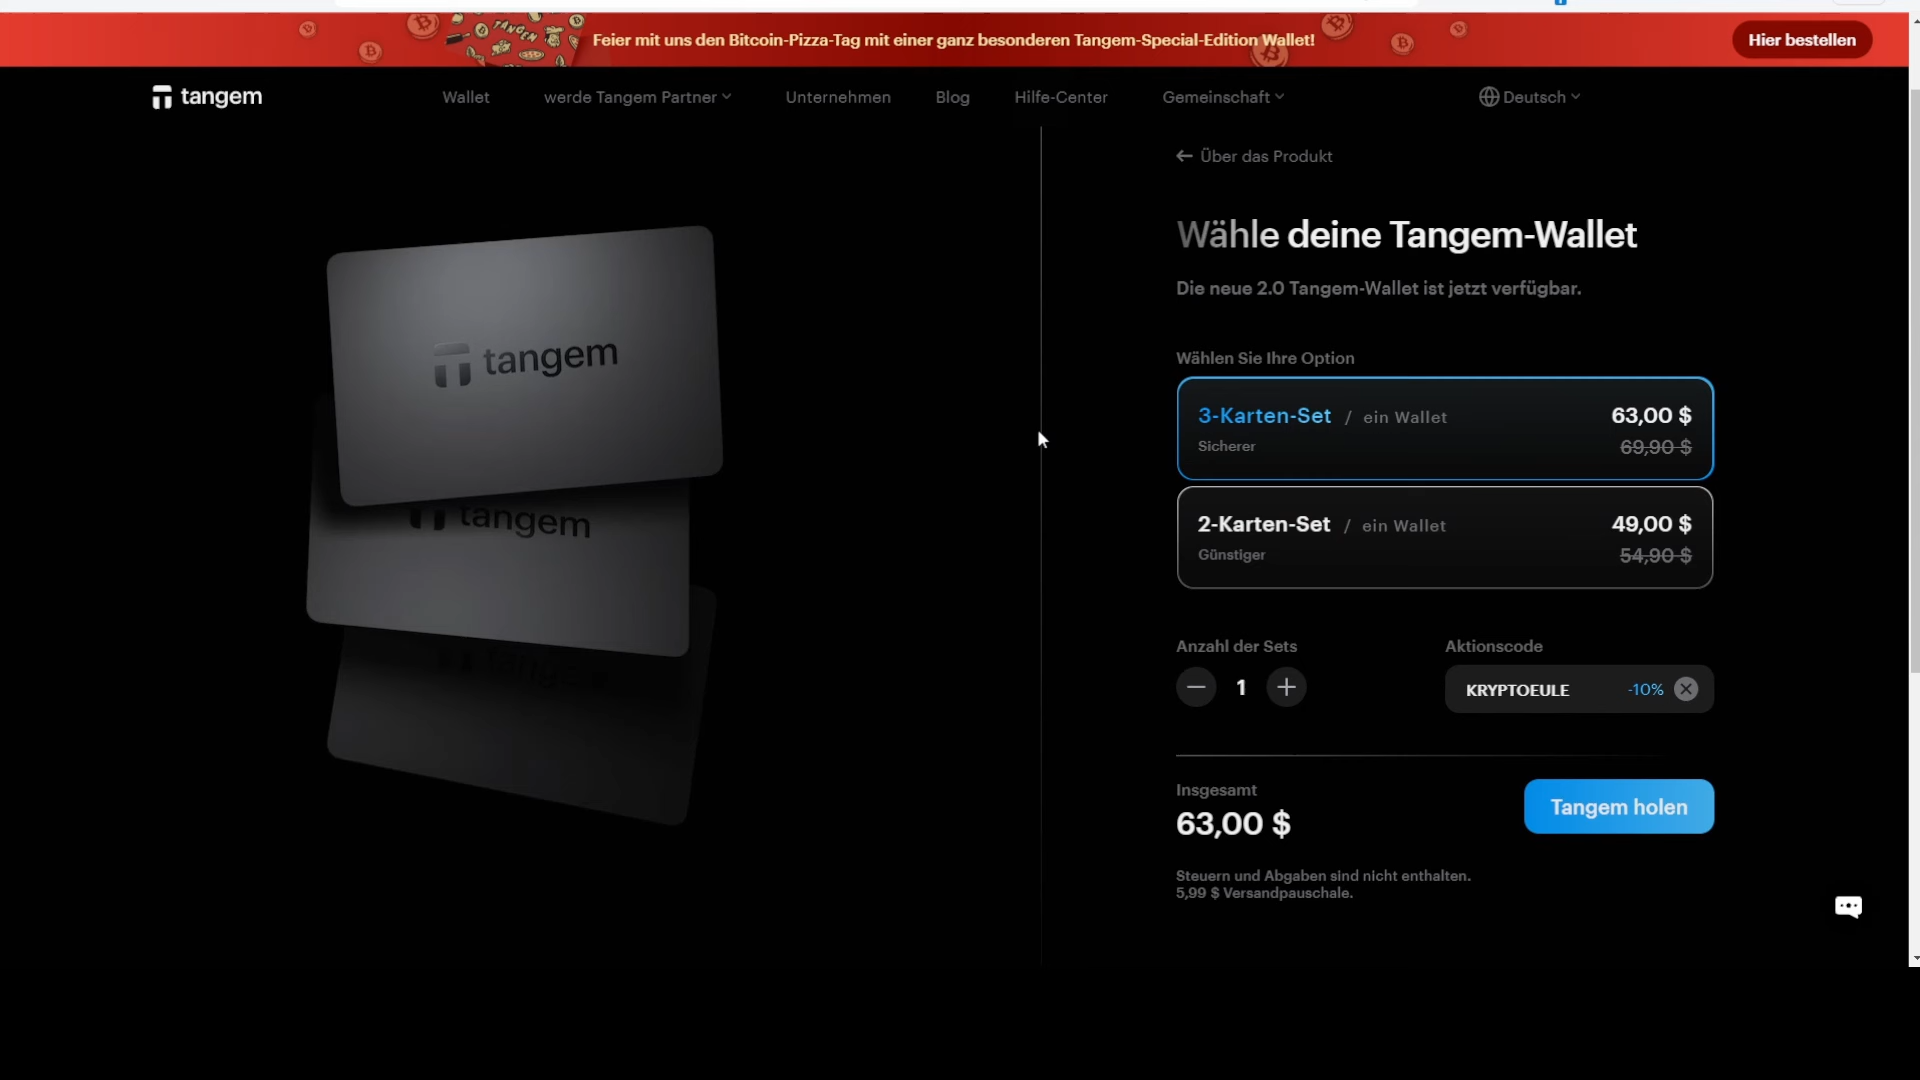 TANGEM
Feier mit uns den Bitcoin-Pizza-Tag mit einer ganz besonderen Tangem-Special-Edition Wallet!
Hier bestellen
tangem
Wallet
werde Tangem Partner
Unternehmen
Blog
Hilfe-Center
Gemeinschaft
Deutsch
← Über das Produkt
Wähle deine Tangem-Wallet
Die neue 2.0 Tangem-Wallet ist jetzt verfügbar.
Wählen Sie Ihre Option
3-Karten-Set / ein Wallet 63,00 $
Sicherer 69,90 $
2-Karten-Set / ein Wallet 49,00 $
Günstiger 54,90 $
Anzahl der Sets
Aktionscode
1
KRYPTOEULE -10%
Insgesamt
63,00 $
Tangem holen
Steuern und Abgaben sind nicht enthalten.
5,99 $ Versandpauschale.
tangem
tangem
tangem